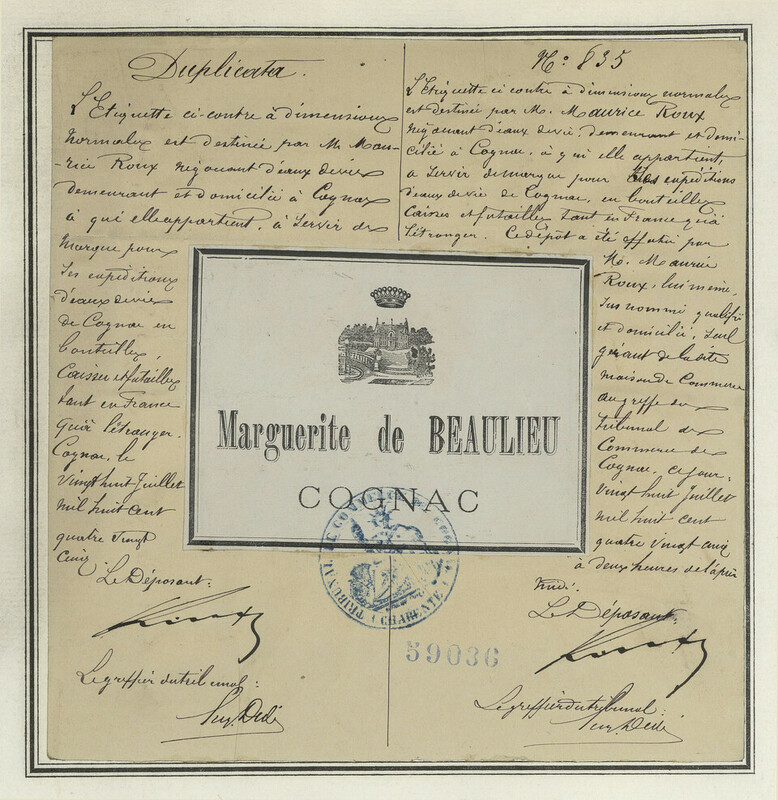 Duplicata.
L'Etiquette ci-contre à dimensions
normales est destinée par Mr Mau-
-rice Roux négociant d'eaux de vie
demeurant et domicilié à Cognac
à qui elle appartient, à servir de
marque pour
ses expéditions
d'eaux de vie
de Cognac en
bouteilles,
Caisses et futailles
tant en France
qu'à l'étranger.
Cognac, le
vingt huit Juillet
mil huit cent
quatre vingt
cinq.
Le Déposant:
Le greffier du tribunal:
No: 835
L'Etiquette ci contre à dimensions normales
est destinée par M. Maurice Roux
négociant d'eaux de vie, demeurant et domi-
cilié à Cognac, à qui elle appartient,
à servir de marque pour ses expéditions
d'eaux de vie de Cognac, en bouteilles
Caisses et futailles tant en France qu'à
l'étranger. Ce dépôt a été effectué par
M. Maurice
Roux, lui même,
sus nommé qualifié
et domicilié, seul
gérant de la dite
maison de Commerce
au greffe du
Tribunal de
Commerce de
Cognac, ce jour
vingt huit Juillet
mil huit cent
quatre vingt cinq
à deux heures de l'après
midi.
Le Déposant:
Le greffier du tribunal:
Marguerite de BEAULIEU
COGNAC
TRIBUNAL DE COMMERCE DE COGNAC
(CHARENTE)
59036